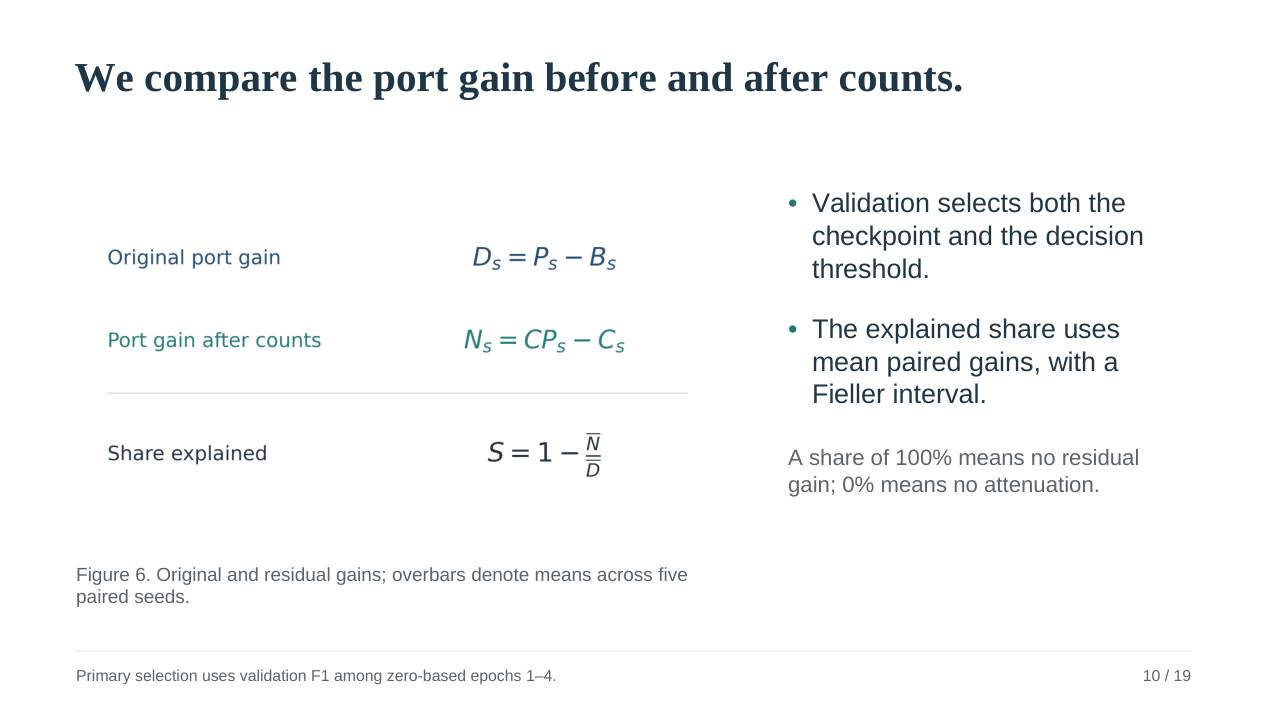 We compare the port gain before and after counts.
Original port gain D_s = P_s − B_s
Port gain after counts N_s = CP_s − C_s
Share explained S = 1 − N̅/D̅
• Validation selects both the
checkpoint and the decision
threshold.
• The explained share uses
mean paired gains, with a
Fieller interval.
A share of 100% means no residual
gain; 0% means no attenuation.
Figure 6. Original and residual gains; overbars denote means across five
paired seeds.
Primary selection uses validation F1 among zero-based epochs 1–4.
10 / 19